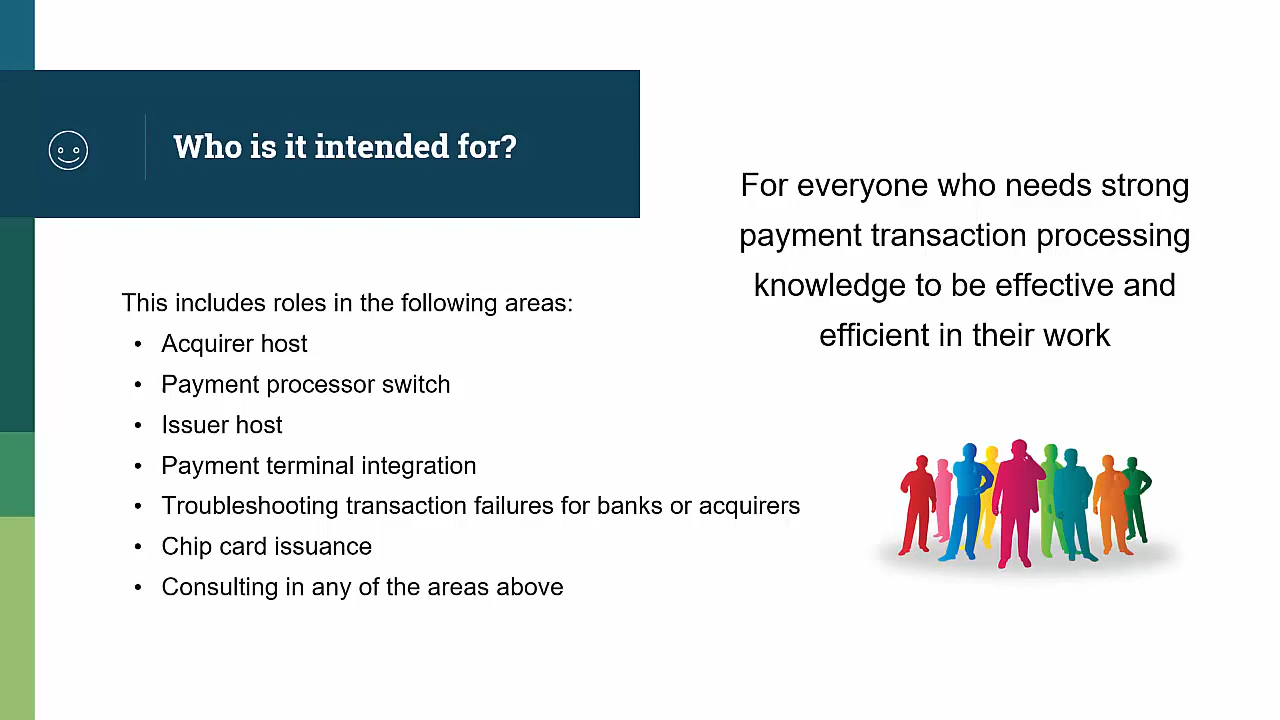 Who is it intended for?
For everyone who needs strong
payment transaction processing
knowledge to be effective and
efficient in their work
This includes roles in the following areas:
• Acquirer host
• Payment processor switch
• Issuer host
• Payment terminal integration
• Troubleshooting transaction failures for banks or acquirers
• Chip card issuance
• Consulting in any of the areas above